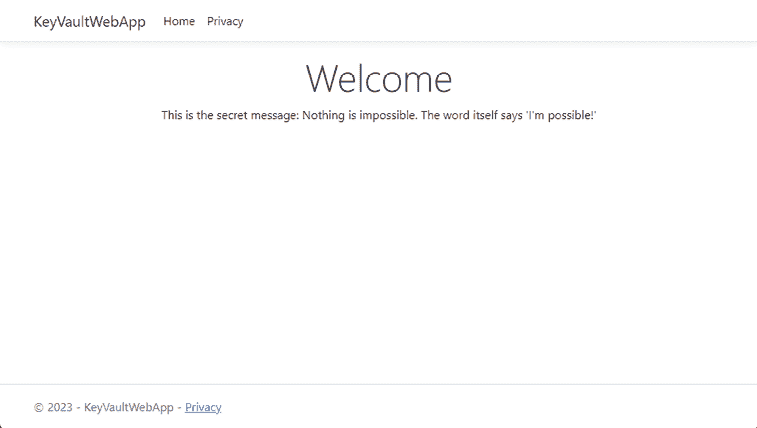 KeyVaultWebApp Home Privacy
Welcome
This is the secret message: Nothing is impossible. The word itself says 'I'm possible!'
© 2023 - KeyVaultWebApp - Privacy